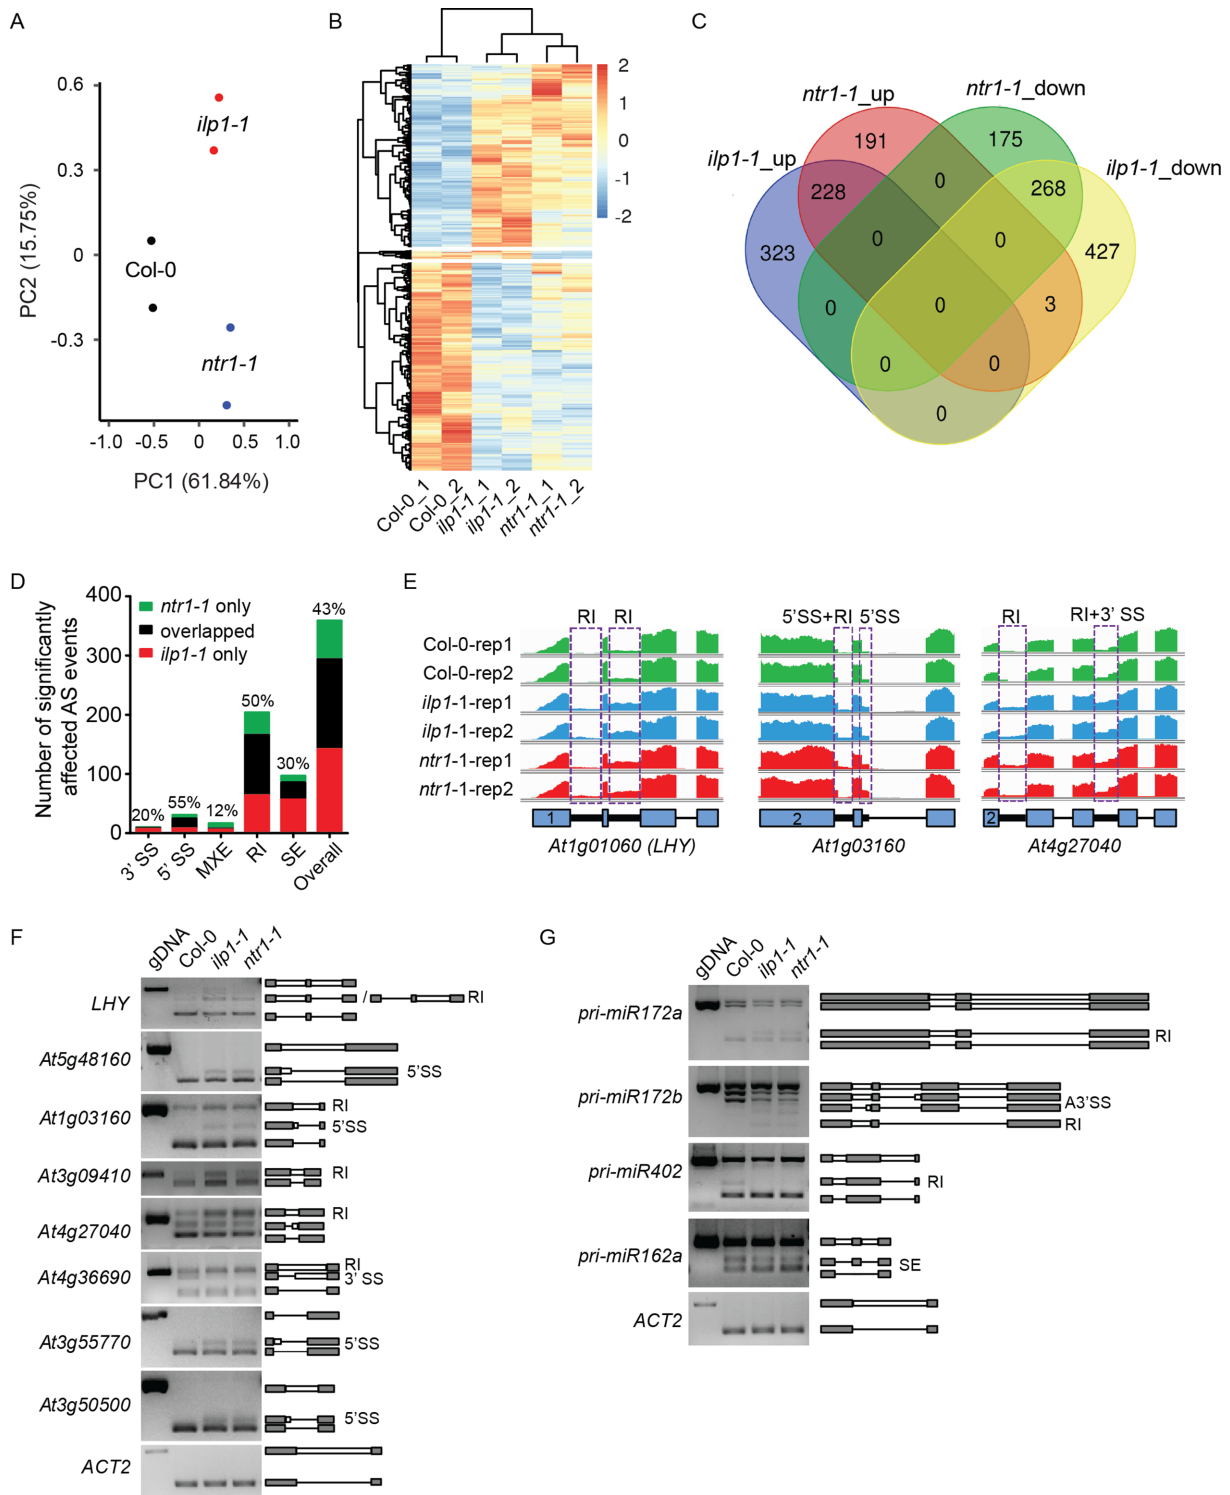 A
0.6
0.3
0
-0.3
PC2 (15.75%)
ilp1-1
Col-0
ntr1-1
-1.0 -0.5 0 0.5 1.0
PC1 (61.84%)
B
2
1
0
-1
-2
Col-0_1
Col-0_2
ilp1-1_1
ilp1-1_2
ntr1-1_1
ntr1-1_2
C
ntr1-1_up
ntr1-1_down
ilp1-1_up
ilp1-1_down
191
175
228
0
268
323
0
0
427
0
0
3
0
0
0
D
Number of significantly
affected AS events
400
300
200
100
0
ntr1-1 only
overlapped
ilp1-1 only
20%
55%
12%
50%
30%
43%
3' SS
5' SS
MXE
RI
SE
Overall
E
RI RI
5'SS+RI 5'SS
RI RI+3' SS
Col-0-rep1
Col-0-rep2
ilp1-1-rep1
ilp1-1-rep2
ntr1-1-rep1
ntr1-1-rep2
1
2
2
At1g01060 (LHY)
At1g03160
At4g27040
F
gDNA
Col-0
ilp1-1
ntr1-1
LHY
/
RI
At5g48160
5'SS
At1g03160
RI
5'SS
At3g09410
RI
At4g27040
RI
At4g36690
RI
3' SS
At3g55770
5'SS
At3g50500
5'SS
ACT2
G
gDNA
Col-0
ilp1-1
ntr1-1
pri-miR172a
RI
pri-miR172b
A3'SS
RI
pri-miR402
RI
pri-miR162a
SE
ACT2